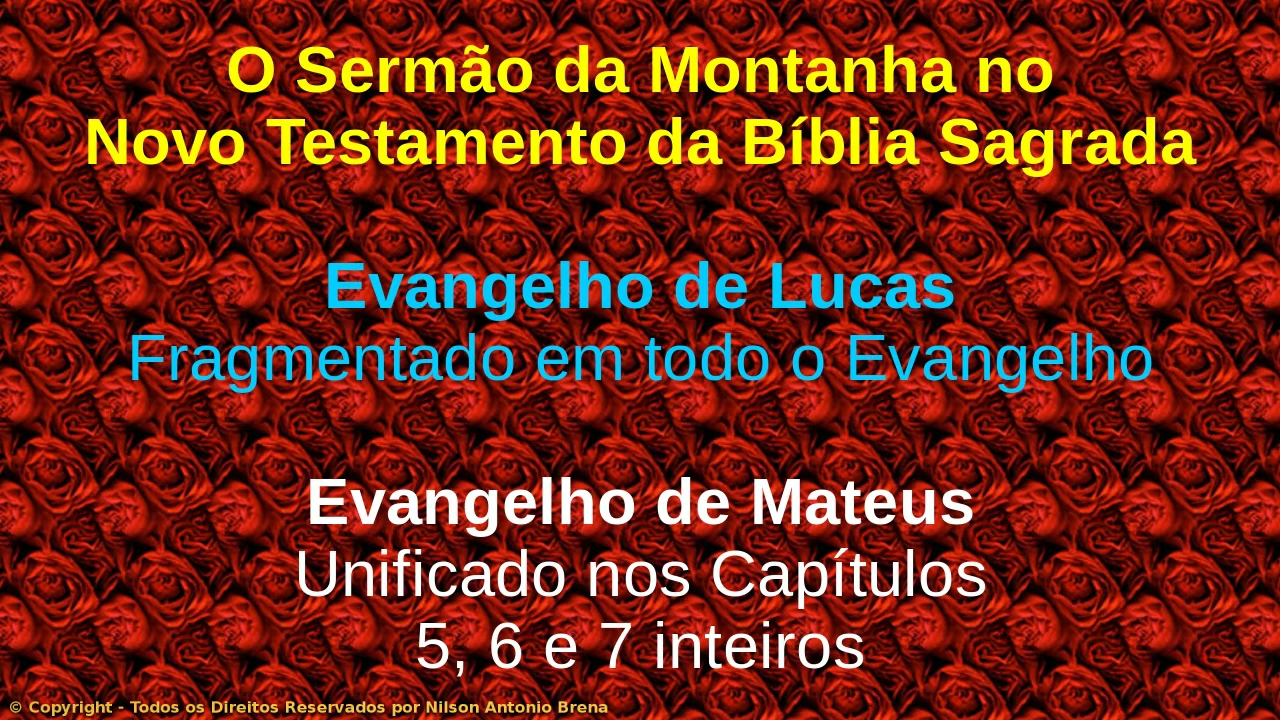 O Sermão da Montanha no
Novo Testamento da Bíblia Sagrada
Evangelho de Lucas
Fragmentado em todo o Evangelho
Evangelho de Mateus
Unificado nos Capítulos
5, 6 e 7 inteiros
© Copyright - Todos os Direitos Reservados por Nilson Antonio Brena